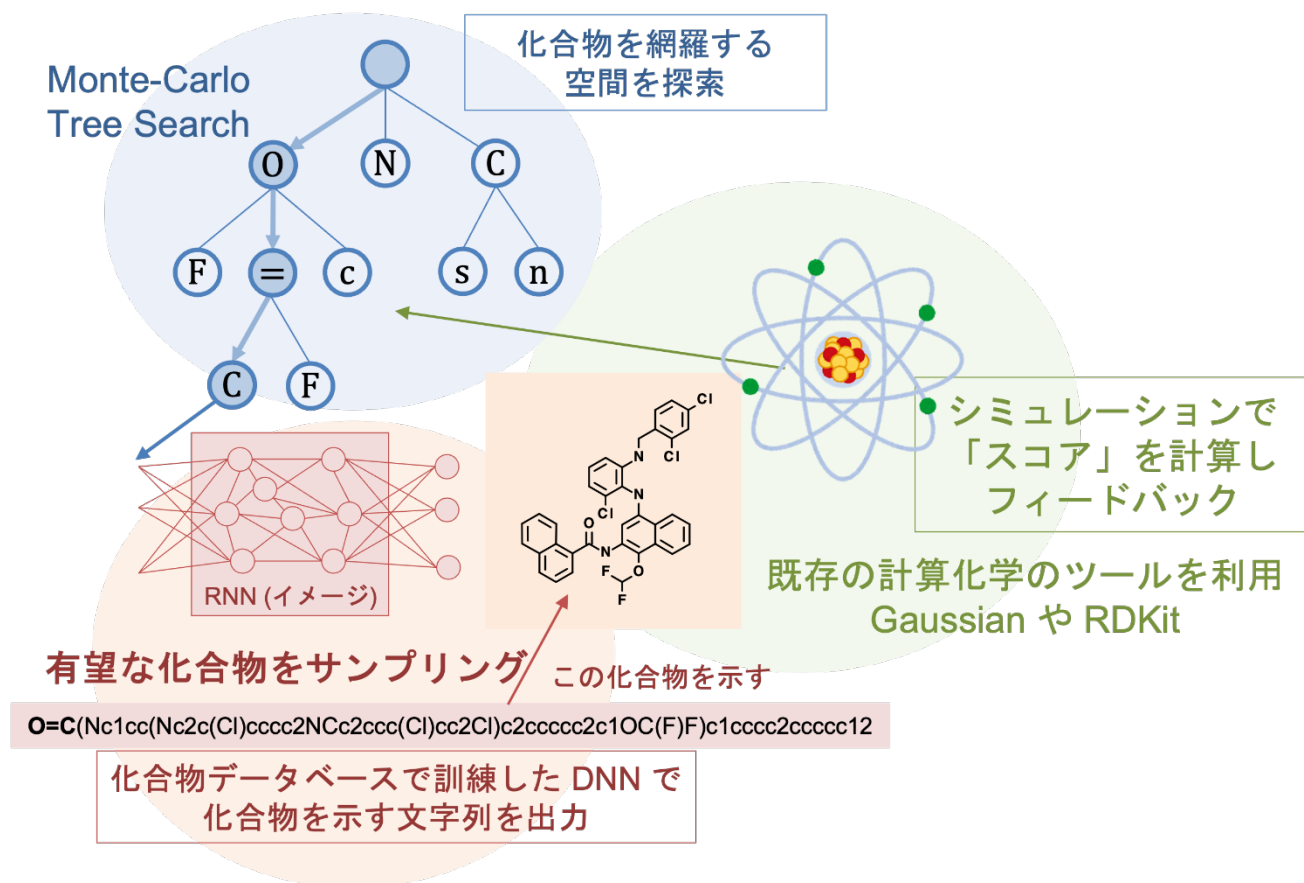 Monte-Carlo
Tree Search
化合物を網羅する
空間を探索
O N C
F = c s n
C F
RNN (イメージ)
Cl
Cl
N
N
Cl
O
N
O
F
F
シミュレーションで
「スコア」を計算し
フィードバック
既存の計算化学のツールを利用
Gaussian や RDKit
有望な化合物をサンプリング
この化合物を示す
O=C(Nc1cc(Nc2c(Cl)cccc2NCc2ccc(Cl)cc2Cl)c2ccccc2c1OC(F)F)c1cccc2ccccc12
化合物データベースで訓練した DNN で
化合物を示す文字列を出力